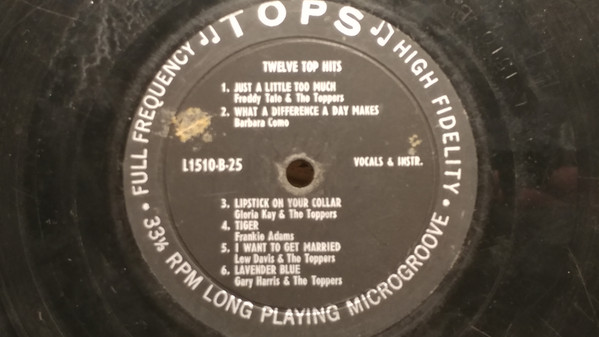 TOPS
FULL FREQUENCY
HIGH FIDELITY
TWELVE TOP HITS
1. JUST A LITTLE TOO MUCH
Freddy Tate & The Toppers
2. WHAT A DIFFERENCE A DAY MAKES
Barbara Como
L1510-B-25
VOCALS & INSTR.
3. LIPSTICK ON YOUR COLLAR
Gloria Kay & The Toppers
4. TIGER
Frankie Adams
5. I WANT TO GET MARRIED
Lew Davis & The Toppers
6. LAVENDER BLUE
Gary Harris & The Toppers
• 33⅓ RPM LONG PLAYING MICROGROOVE •